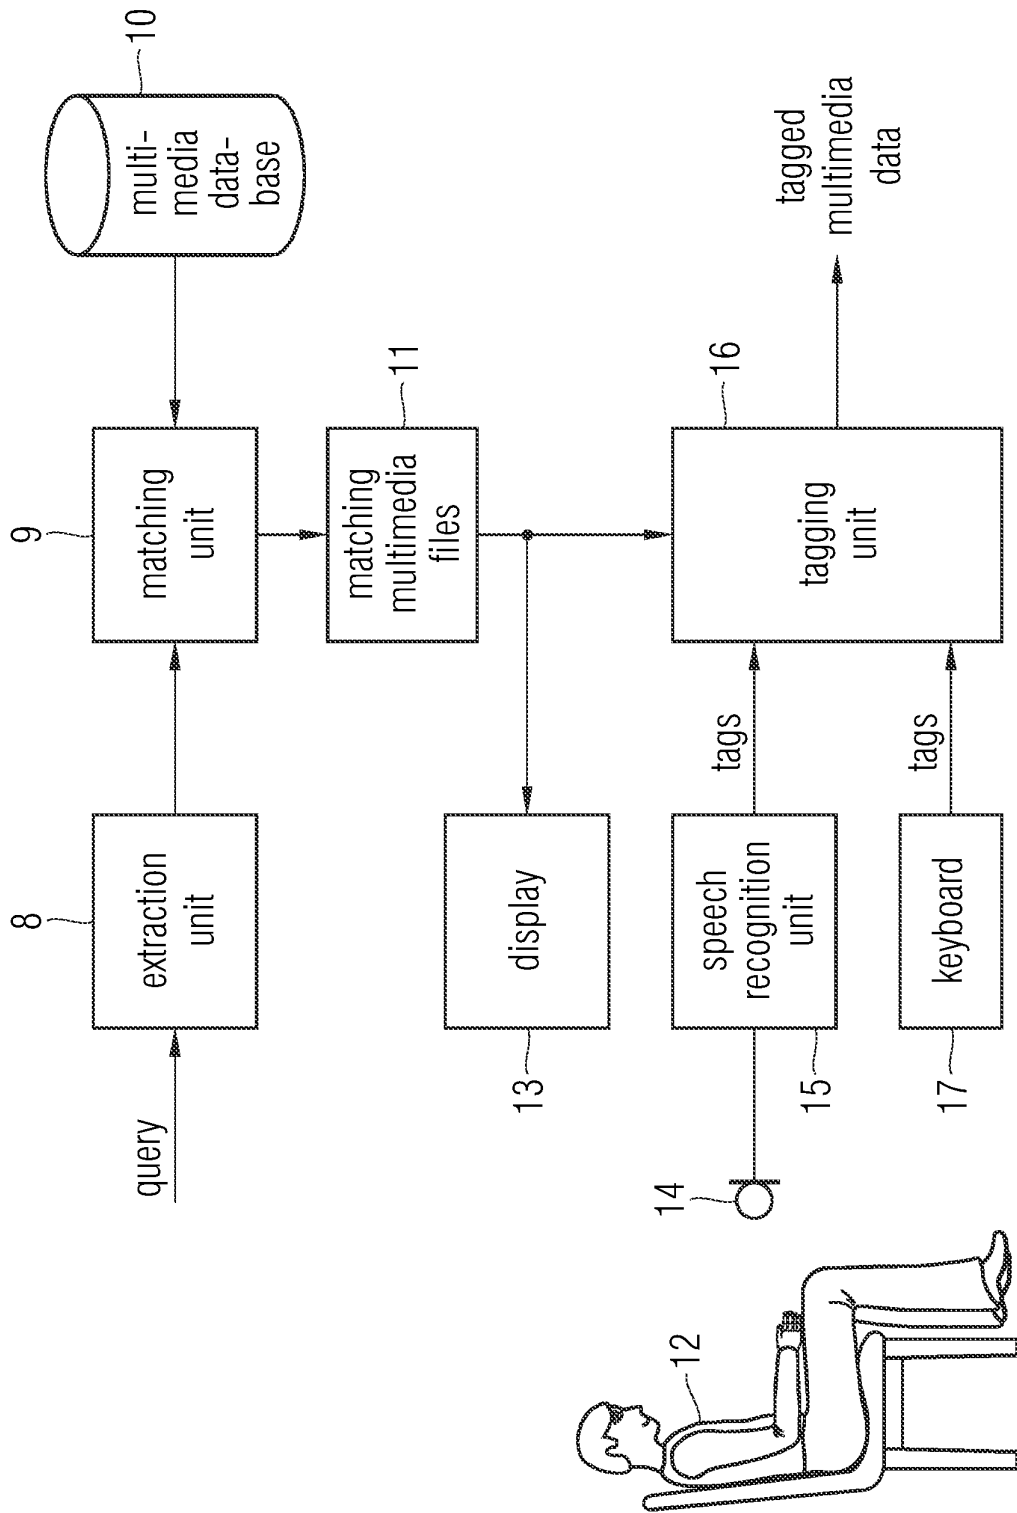 query
8
extraction
unit
9
matching
unit
10
multi-
media
data-
base
11
matching
multimedia
files
13
display
12
14
15
speech
recognition
unit
tags
17
keyboard
tags
16
tagging
unit
tagged
multimedia
data